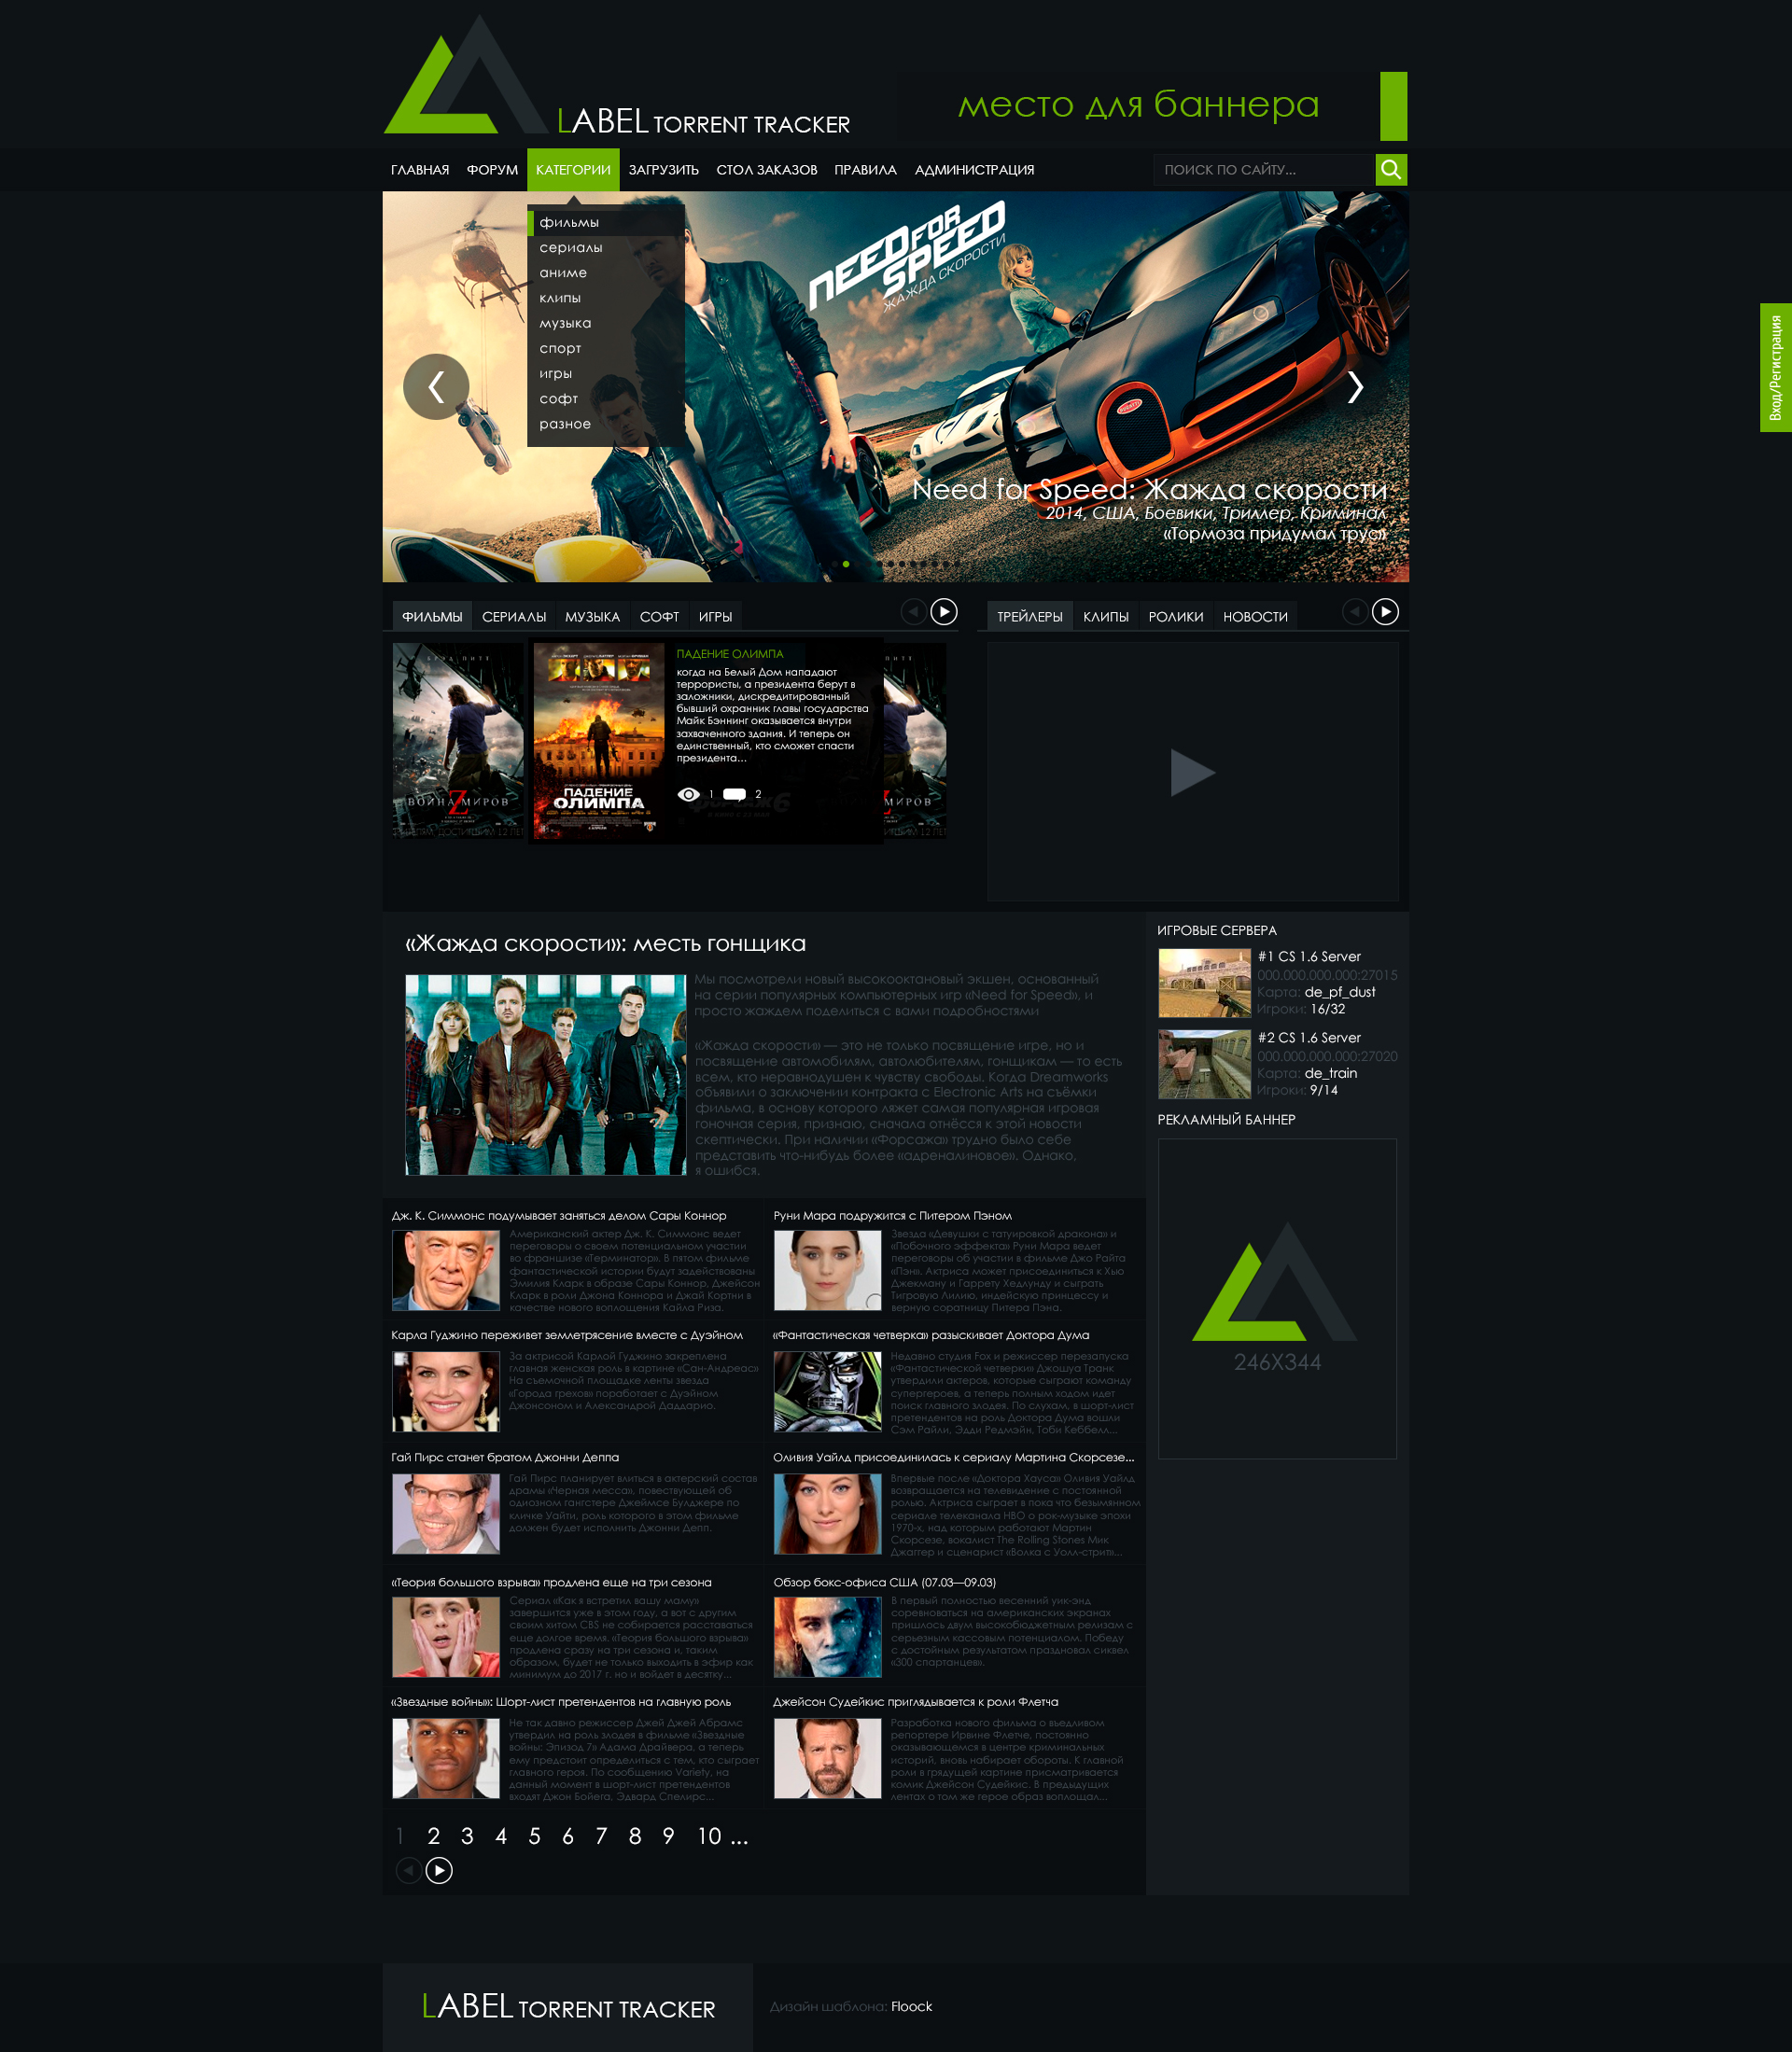 LABEL TORRENT TRACKER
место для баннера
ГЛАВНАЯ ФОРУМ КАТЕГОРИИ ЗАГРУЗИТЬ СТОЛ ЗАКАЗОВ ПРАВИЛА АДМИНИСТРАЦИЯ
ПОИСК ПО САЙТУ...
фильмы
сериалы
аниме
клипы
музыка
спорт
игры
софт
разное
NEED FOR
SPEED
ЖАЖДА СКОРОСТИ
Вход/Регистрация
Need for Speed: Жажда скорости
2014, США, Боевики, Триллер, Криминал
«Тормоза придумал трус»
ФИЛЬМЫ СЕРИАЛЫ МУЗЫКА СОФТ ИГРЫ
ТРЕЙЛЕРЫ КЛИПЫ РОЛИКИ НОВОСТИ
БРЭД ПИТТ
ВОЙНА МИРОВ Z
ПАДЕНИЕ
ОЛИМПА
ПАДЕНИЕ ОЛИМПА
когда на Белый Дом нападают
террористы, а президента берут в
заложники, дискредитированный
бывший охранник главы государства
Майк Бэннинг оказывается внутри
захваченного здания. И теперь он
единственный, кто сможет спасти
президента...
1 2
ФОРСАЖ 6
МИРОВ
«Жажда скорости»: месть гонщика
Мы посмотрели новый высокооктановый экшен, основанный
на серии популярных компьютерных игр «Need for Speed», и
просто жаждем поделиться с вами подробностями
«Жажда скорости» — это не только посвящение игре, но и
посвящение автомобилям, автолюбителям, гонщикам — то есть
всем, кто неравнодушен к чувству свободы. Когда Dreamworks
объявили о заключении контракта с Electronic Arts на съёмки
фильма, в основу которого ляжет самая популярная игровая
гоночная серия, признаю, сначала отнёсся к этой новости
скептически. При наличии «Форсажа» трудно было себе
представить что-нибудь более «адреналиновое». Однако,
я ошибся.
ИГРОВЫЕ СЕРВЕРА
#1 CS 1.6 Server
000.000.000.000:27015
Карта: de_pf_dust
Игроки: 16/32
#2 CS 1.6 Server
000.000.000.000:27020
Карта: de_train
Игроки: 9/14
РЕКЛАМНЫЙ БАННЕР
246X344
Дж. К. Симмонс подумывает заняться делом Сары Коннор
Американский актер Дж. К. Симмонс ведет
переговоры о своем потенциальном участии
во франшизе «Терминатор». В пятом фильме
фантастической истории будут задействованы
Эмилия Кларк в образе Сары Коннор, Джейсон
Кларк в роли Джона Коннора и Джай Кортни в
качестве нового воплощения Кайла Риза.
Руни Мара подружится с Питером Пэном
Звезда «Девушки с татуировкой дракона» и
«Побочного эффекта» Руни Мара ведет
переговоры об участии в фильме Джо Райта
«Пэн». Актриса может присоединиться к Хью
Джекману и Гаррету Хедлунду и сыграть
Тигровую Лилию, индейскую принцессу и
верную соратницу Питера Пэна.
Карла Гуджино переживет землетрясение вместе с Дуэйном
За актрисой Карлой Гуджино закреплена
главная женская роль в картине «Сан-Андреас»
На съемочной площадке ленты звезда
«Города грехов» поработает с Дуэйном
Джонсоном и Александрой Даддарио.
«Фантастическая четверка» разыскивает Доктора Дума
Недавно студия Fox и режиссер перезапуска
«Фантастической четверки» Джошуа Транк
утвердили актеров, которые сыграют команду
супергероев, а теперь полным ходом идет
поиск главного злодея. По слухам, в шорт-лист
претендентов на роль Доктора Дума вошли
Сэм Райли, Эдди Редмэйн, Тоби Кеббелл...
Гай Пирс станет братом Джонни Деппа
Гай Пирс планирует влиться в актерский состав
драмы «Черная месса», повествующей об
одиозном гангстере Джеймсе Булджере по
кличке Уайти, роль которого в этом фильме
должен будет исполнить Джонни Депп.
Оливия Уайлд присоединилась к сериалу Мартина Скорсезе...
Впервые после «Доктора Хауса» Оливия Уайлд
возвращается на телевидение с постоянной
ролью. Актриса сыграет в пока что безымянном
сериале телеканала HBO о рок-музыке эпохи
1970-х, над которым работают Мартин
Скорсезе, вокалист The Rolling Stones Мик
Джаггер и сценарист «Волка с Уолл-стрит»...
«Теория большого взрыва» продлена еще на три сезона
Сериал «Как я встретил вашу маму»
завершится уже в этом году, а вот с другим
своим хитом CBS не собирается расставаться
еще долгое время. «Теория большого взрыва»
продлена сразу на три сезона и, таким
образом, будет не только выходить в эфир как
минимум до 2017 г. но и войдет в десятку...
Обзор бокс-офиса США (07.03—09.03)
В первый полностью весенний уик-энд
соревноваться на американских экранах
пришлось двум высокобюджетным релизам с
серьезным кассовым потенциалом. Победу
с достойным результатом праздновал сиквел
«300 спартанцев».
«Звездные войны»: Шорт-лист претендентов на главную роль
Не так давно режиссер Джей Джей Абрамс
утвердил на роль злодея в фильме «Звездные
войны: Эпизод 7» Адама Драйвера, а теперь
ему предстоит определиться с тем, кто сыграет
главного героя. По сообщению Variety, на
данный момент в шорт-лист претендентов
входят Джон Бойега, Эдвард Спелирс...
Джейсон Судейкис приглядывается к роли Флетча
Разработка нового фильма о въедливом
репортере Ирвине Флетче, постоянно
оказывающемся в центре криминальных
историй, вновь набирает обороты. К главной
роли в грядущей картине присматривается
комик Джейсон Судейкис. В предыдущих
лентах о том же герое образ воплощал...
1 2 3 4 5 6 7 8 9 10 ...
LABEL TORRENT TRACKER
Дизайн шаблона: Floock